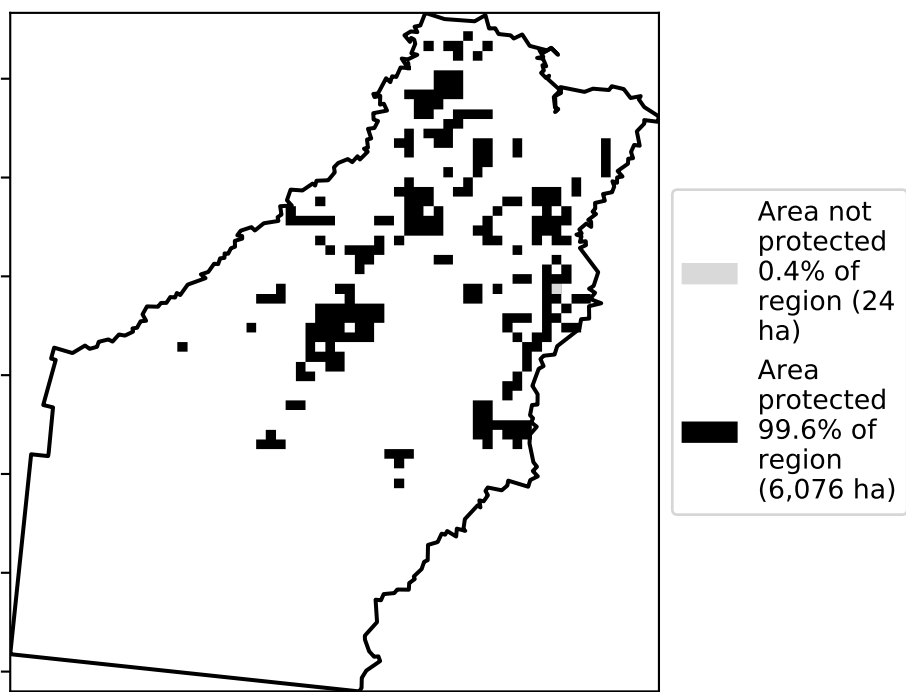 Area not
protected
0.4% of
region (24
ha)
Area
protected
99.6% of
region
(6,076 ha)